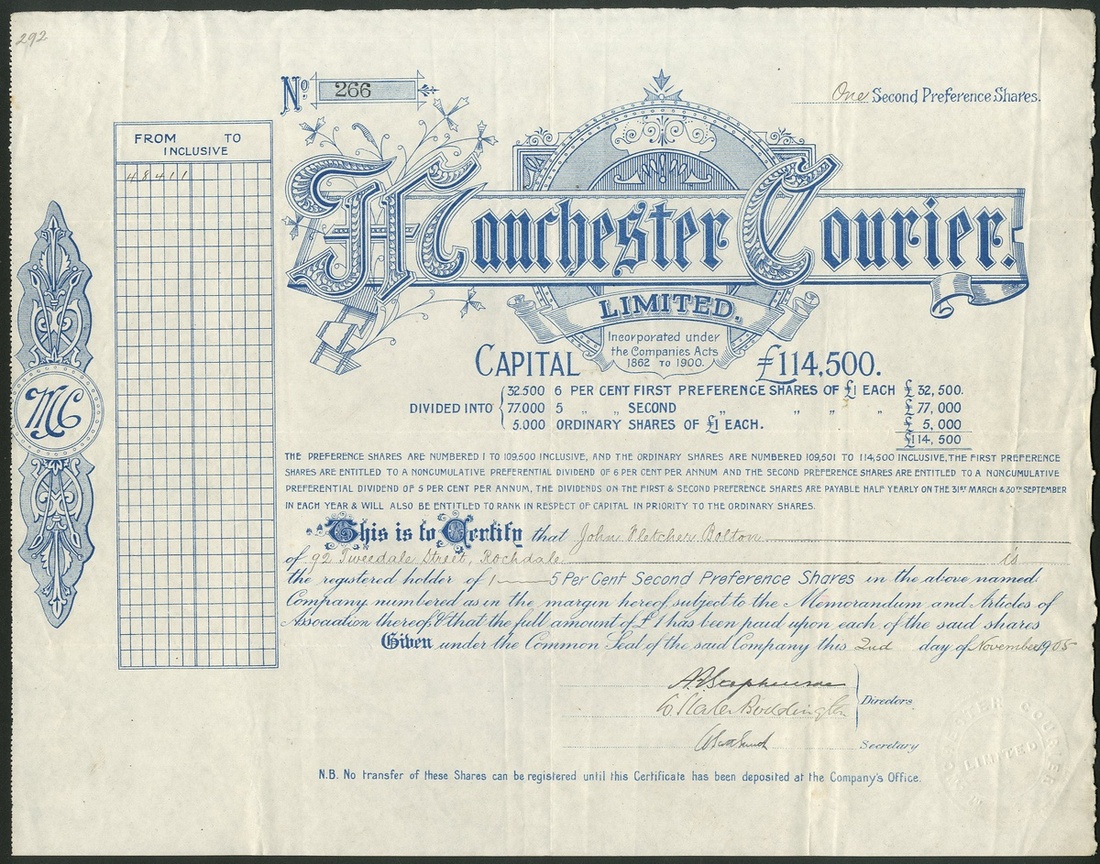 292
No. 266
One Second Preference Shares.
FROM TO
INCLUSIVE
48411
MC
Manchester Courier.
LIMITED.
Incorporated under
the Companies Acts
1862 TO 1900.
CAPITAL £114,500.
DIVIDED INTO
32.500 6 PER CENT FIRST PREFERENCE SHARES OF £1 EACH £ 32,500.
77.000 5 „ „ SECOND „ „ „ £ 77,000
5.000 ORDINARY SHARES OF £1 EACH. £ 5,000
£114,500
THE PREFERENCE SHARES ARE NUMBERED 1 TO 109,500 INCLUSIVE, AND THE ORDINARY SHARES ARE NUMBERED 109,501 TO 114,500 INCLUSIVE, THE FIRST PREFERENCE
SHARES ARE ENTITLED TO A NONCUMULATIVE PREFERENTIAL DIVIDEND OF 6 PER CENT PER ANNUM AND THE SECOND PREFERENCE SHARES ARE ENTITLED TO A NONCUMULATIVE
PREFERENTIAL DIVIDEND OF 5 PER CENT PER ANNUM, THE DIVIDENDS ON THE FIRST & SECOND PREFERENCE SHARES ARE PAYABLE HALF YEARLY ON THE 31ST MARCH & 30TH SEPTEMBER
IN EACH YEAR & WILL ALSO BE ENTITLED TO RANK IN RESPECT OF CAPITAL IN PRIORITY TO THE ORDINARY SHARES.
This is to Certify that John Fletcher Bolton
of 92 Tweedale Street, Rochdale is
the registered holder of 1 5 Per Cent Second Preference Shares in the above named
Company numbered as in the margin hereof subject to the Memorandum and Articles of
Association thereof & that the full amount of £1 has been paid upon each of the said shares
Given under the Common Seal of the said Company this 2nd day of November 1905
A. Stephenson
W. Slater Boddington
Directors.
Secretary
MANCHESTER COURIER
LIMITED
N.B. No transfer of these Shares can be registered until this Certificate has been deposited at the Company's Office.